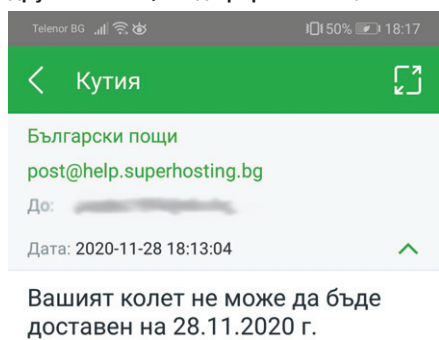 Telenor BG
50% 18:17
Кутия
Български пощи
post@help.superhosting.bg
До:
Дата: 2020-11-28 18:13:04
Вашият колет не може да бъде
доставен на 28.11.2020 г.